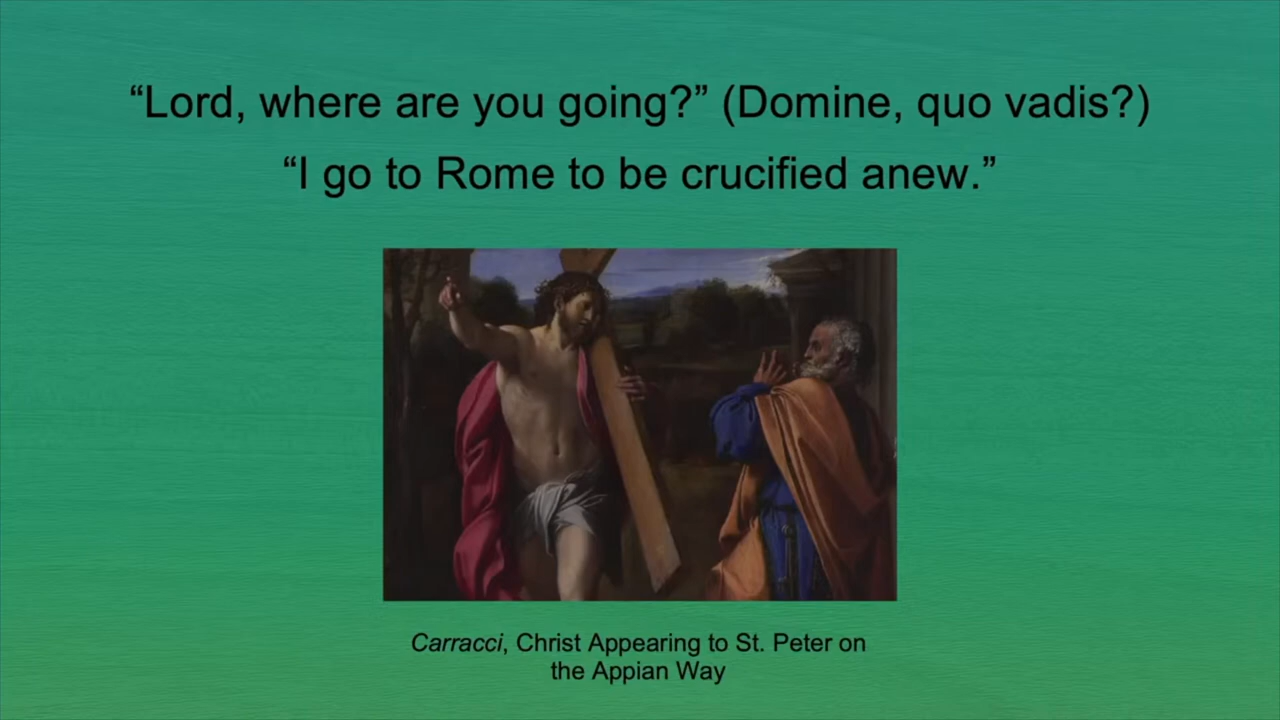 “Lord, where are you going?” (Domine, quo vadis?)
“I go to Rome to be crucified anew.”
Carracci, Christ Appearing to St. Peter on
the Appian Way